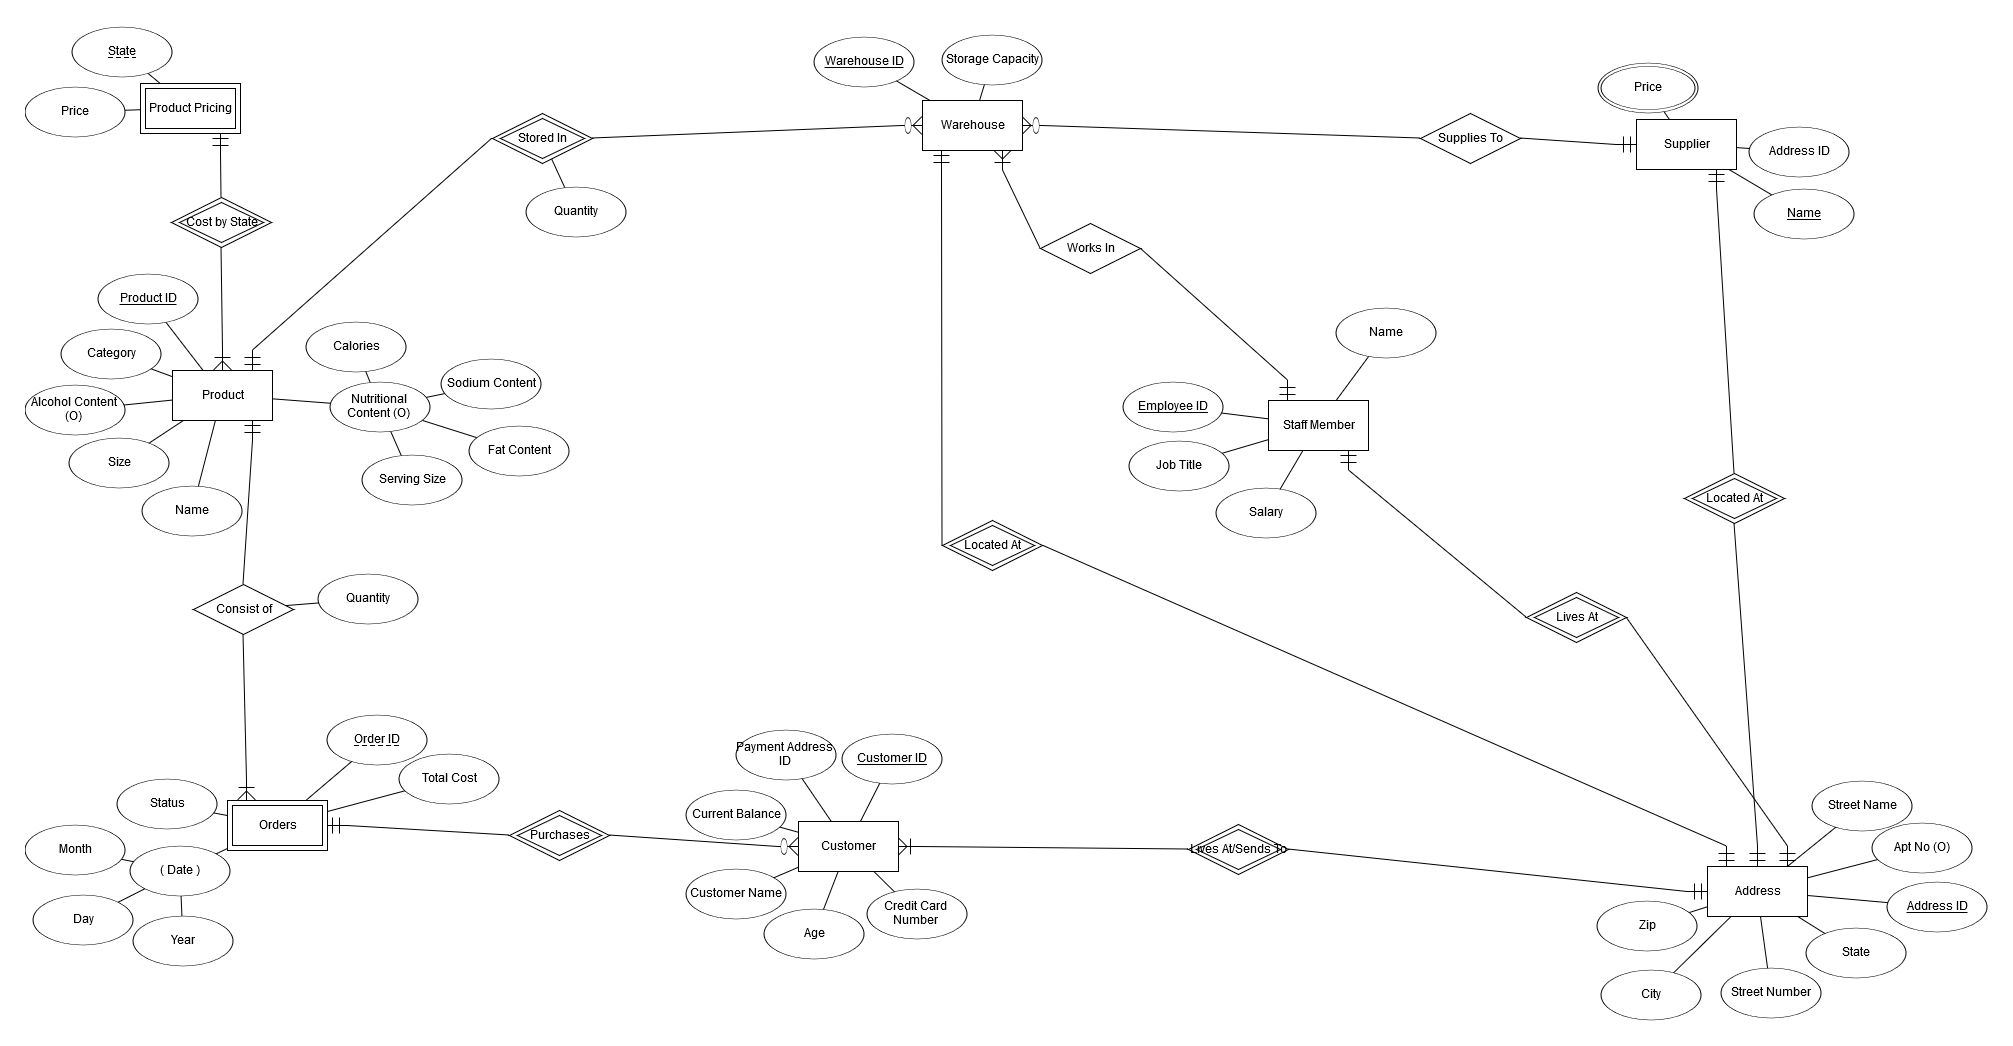 State
Product Pricing
Price
Cost by State
Stored In
Quantity
Warehouse ID
Storage Capacity
Warehouse
Supplies To
Price
Supplier
Address ID
Name
Works In
Product ID
Category
Alcohol Content
(O)
Product
Size
Name
Calories
Nutritional
Content (O)
Sodium Content
Fat Content
Serving Size
Name
Employee ID
Staff Member
Job Title
Salary
Located At
Located At
Lives At
Consist of
Quantity
Order ID
Total Cost
Status
Orders
Month
( Date )
Day
Year
Purchases
Payment Address
ID
Customer ID
Current Balance
Customer
Customer Name
Age
Credit Card
Number
Lives At/Sends To
Street Name
Apt No (O)
Address
Address ID
Zip
State
City
Street Number